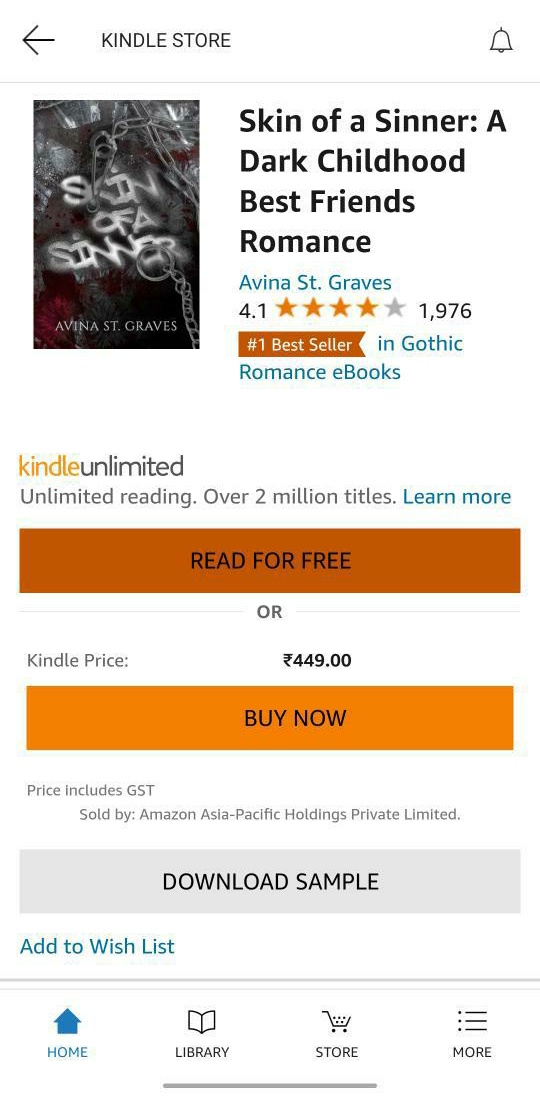 KINDLE STORE
SKIN
OF A
SINNER
AVINA ST. GRAVES
Skin of a Sinner: A
Dark Childhood
Best Friends
Romance
Avina St. Graves
4.1 ★★★★★ 1,976
#1 Best Seller in Gothic
Romance eBooks
kindleunlimited
Unlimited reading. Over 2 million titles. Learn more
READ FOR FREE
OR
Kindle Price: ₹449.00
BUY NOW
Price includes GST
Sold by: Amazon Asia-Pacific Holdings Private Limited.
DOWNLOAD SAMPLE
Add to Wish List
HOME LIBRARY STORE MORE